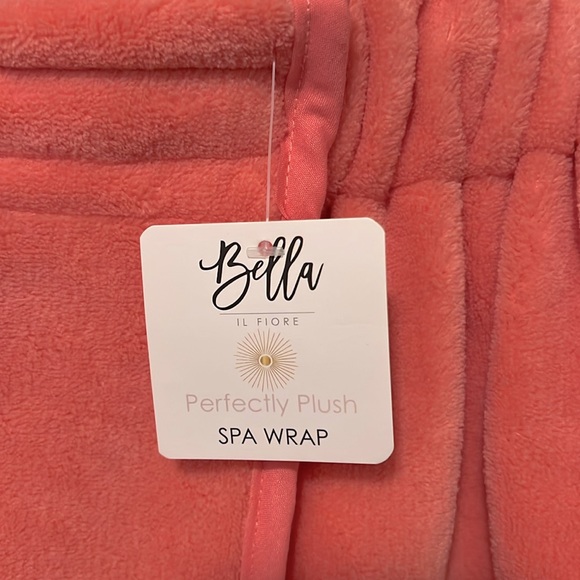 Bella
IL FIORE
Perfectly Plush
SPA WRAP